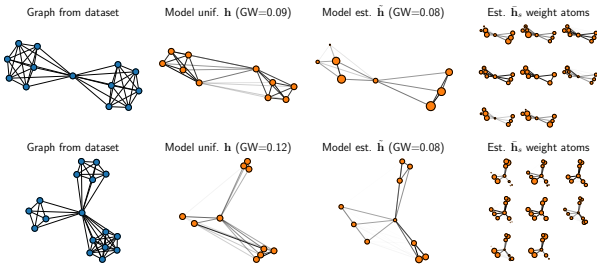 Graph from dataset
Model unif. h (GW=0.09)
Model est. h̃ (GW=0.08)
Est. h̃ₛ weight atoms
Graph from dataset
Model unif. h (GW=0.12)
Model est. h̃ (GW=0.08)
Est. h̃ₛ weight atoms